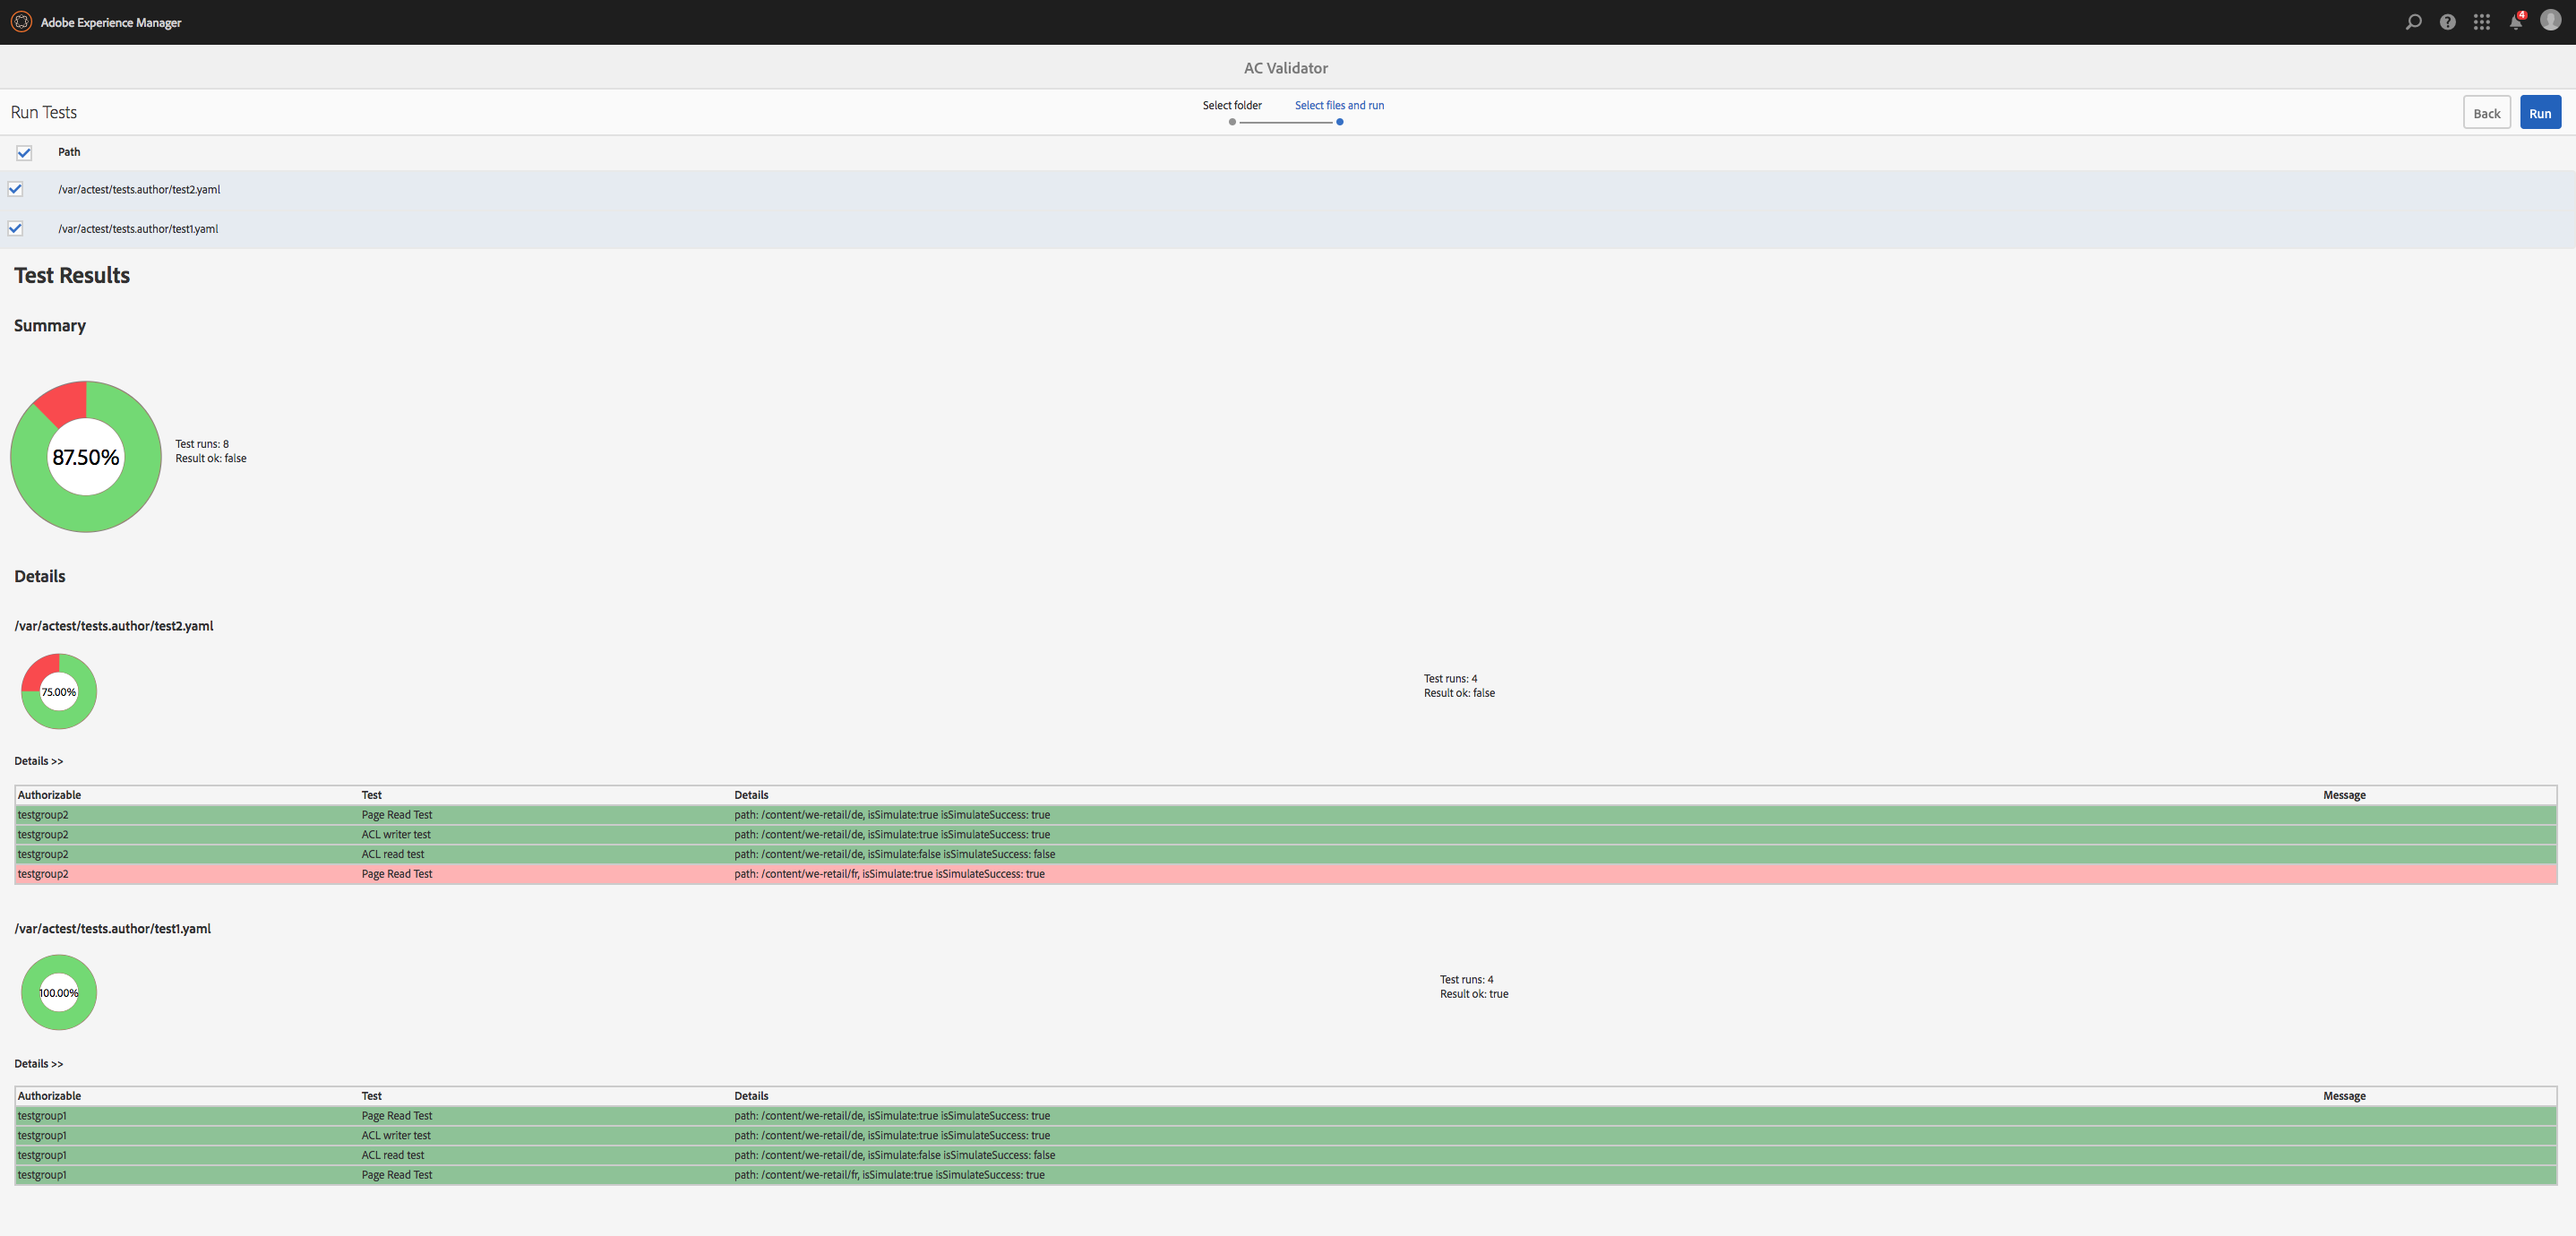 Adobe Experience Manager
4
AC Validator
Run Tests
Select folder
Select files and run
Back
Run
Path
/var/actest/tests.author/test2.yaml
/var/actest/tests.author/test1.yaml
Test Results
Summary
87.50%
Test runs: 8
Result ok: false
Details
/var/actest/tests.author/test2.yaml
75.00%
Test runs: 4
Result ok: false
Details >>
Authorizable Test Details Message
testgroup2 Page Read Test path: /content/we-retail/de, isSimulate:true isSimulateSuccess: true
testgroup2 ACL writer test path: /content/we-retail/de, isSimulate:true isSimulateSuccess: true
testgroup2 ACL read test path: /content/we-retail/de, isSimulate:false isSimulateSuccess: false
testgroup2 Page Read Test path: /content/we-retail/fr, isSimulate:true isSimulateSuccess: true
/var/actest/tests.author/test1.yaml
100.00%
Test runs: 4
Result ok: true
Details >>
Authorizable Test Details Message
testgroup1 Page Read Test path: /content/we-retail/de, isSimulate:true isSimulateSuccess: true
testgroup1 ACL writer test path: /content/we-retail/de, isSimulate:true isSimulateSuccess: true
testgroup1 ACL read test path: /content/we-retail/de, isSimulate:false isSimulateSuccess: false
testgroup1 Page Read Test path: /content/we-retail/fr, isSimulate:true isSimulateSuccess: true